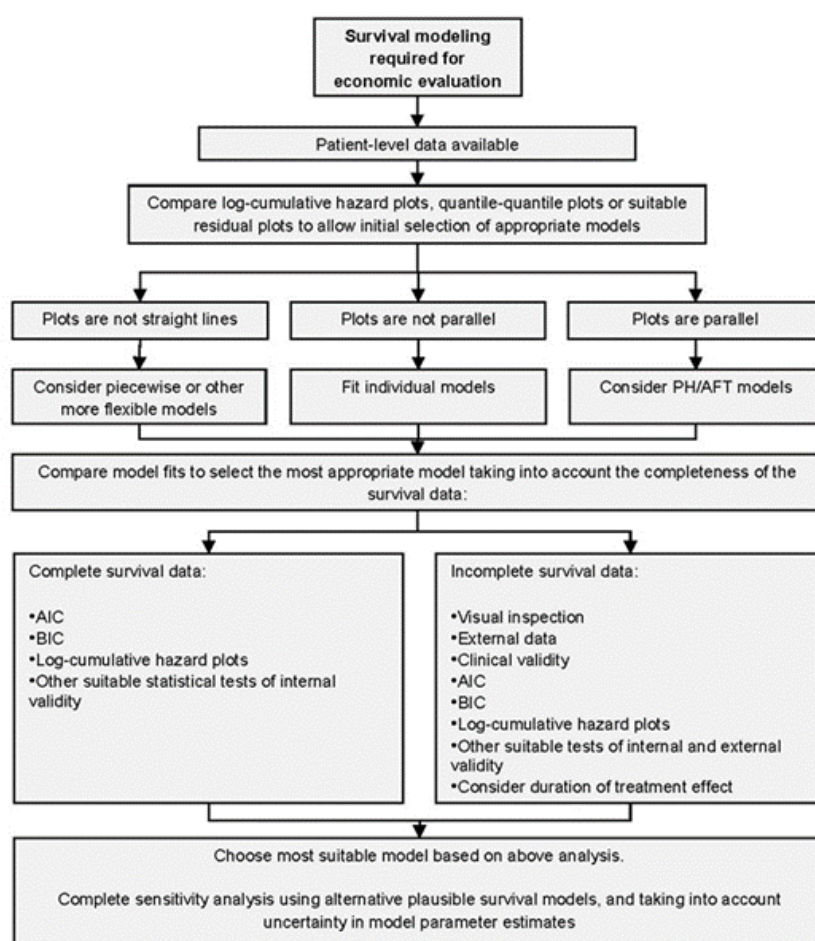 Survival modeling
required for
economic evaluation
Patient-level data available
Compare log-cumulative hazard plots, quantile-quantile plots or suitable
residual plots to allow initial selection of appropriate models
Plots are not straight lines
Plots are not parallel
Plots are parallel
Consider piecewise or other
more flexible models
Fit individual models
Consider PH/AFT models
Compare model fits to select the most appropriate model taking into account the completeness of the
survival data:
Complete survival data:
•AIC
•BIC
•Log-cumulative hazard plots
•Other suitable statistical tests of internal
validity
Incomplete survival data:
•Visual inspection
•External data
•Clinical validity
•AIC
•BIC
•Log-cumulative hazard plots
•Other suitable tests of internal and external
validity
•Consider duration of treatment effect
Choose most suitable model based on above analysis.
Complete sensitivity analysis using alternative plausible survival models, and taking into account
uncertainty in model parameter estimates